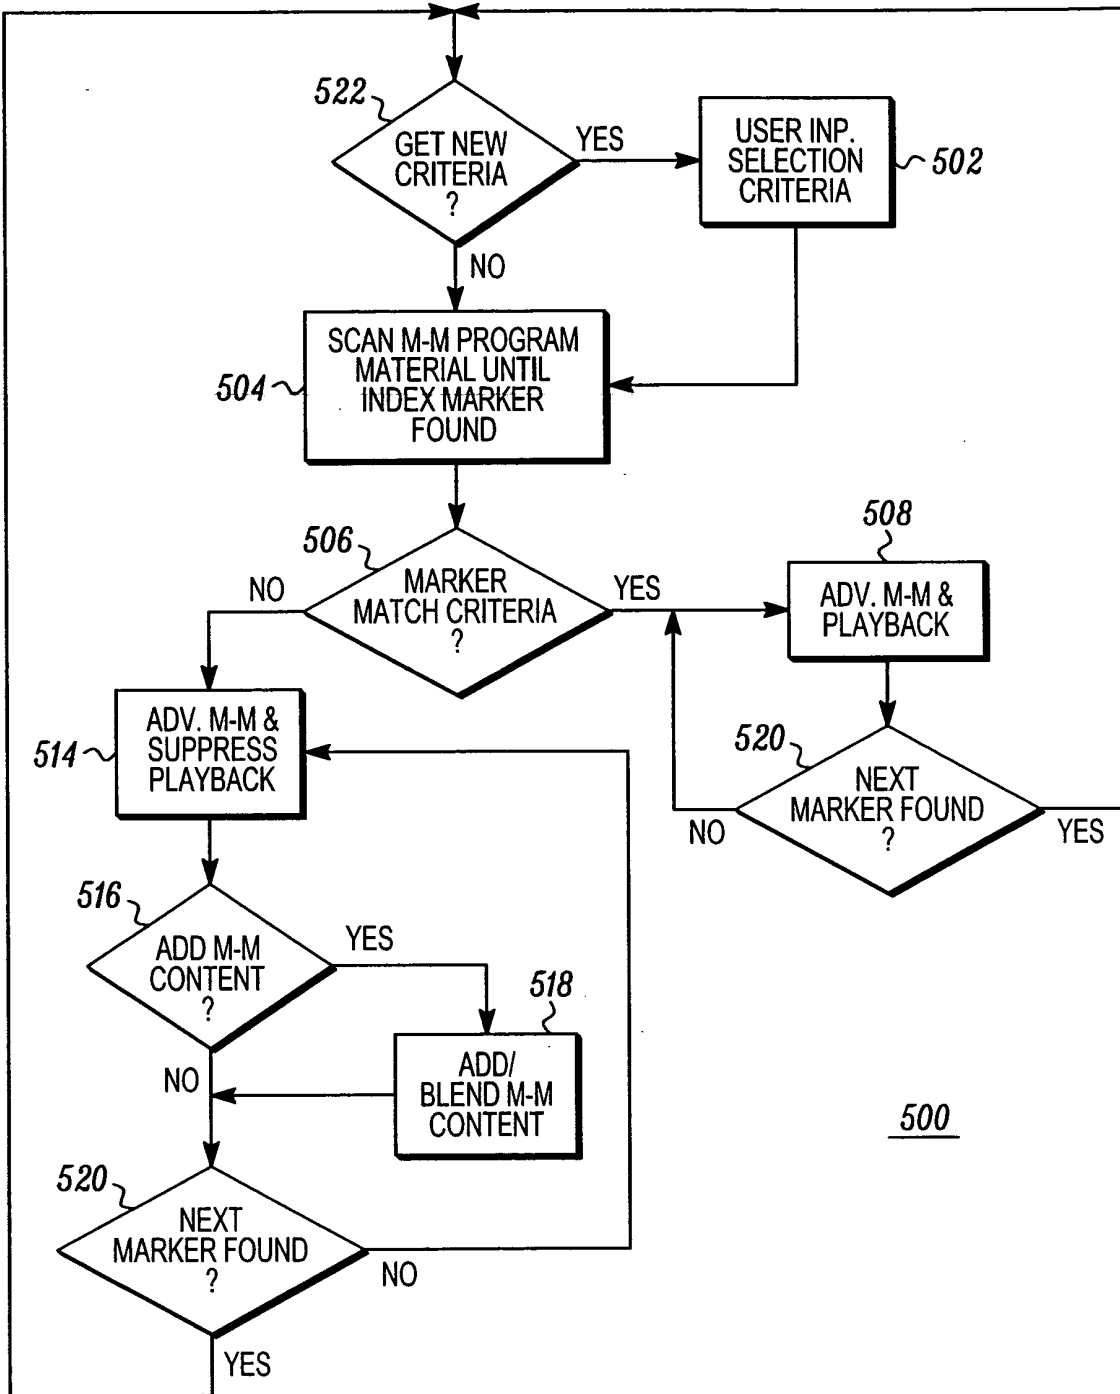 522
GET NEW
CRITERIA
?
YES
USER INP.
SELECTION
CRITERIA
502
NO
SCAN M-M PROGRAM
MATERIAL UNTIL
INDEX MARKER
FOUND
504
506
MARKER
MATCH CRITERIA
?
NO
YES
508
ADV. M-M &
PLAYBACK
520
NEXT
MARKER FOUND
?
NO
YES
514
ADV. M-M &
SUPPRESS
PLAYBACK
516
ADD M-M
CONTENT
?
YES
518
ADD/
BLEND M-M
CONTENT
NO
500
520
NEXT
MARKER FOUND
?
NO
YES